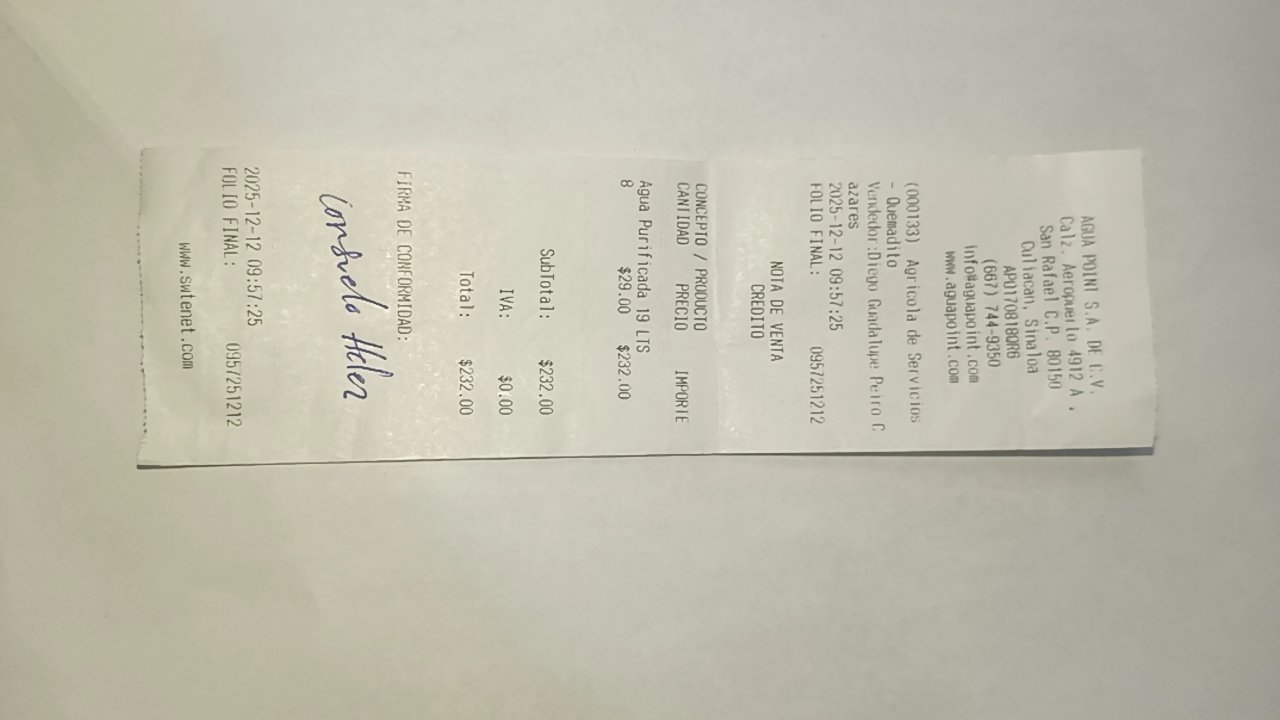 AGUA POINT S.A. DE C.V.
Calz. Aeropuerto 4912 A ,
San Rafael C.P. 80150
Culiacan, Sinaloa
APO170818QR6
(667) 744-9350
info@aguapoint.com
www.aguapoint.com
(000133) Agricola de Servicios
- Quemadito
Vendedor:Diego Guadalupe Peiro C
azares
2025-12-12 09:57:25
FOLIO FINAL: 0957251212
NOTA DE VENTA
CREDITO
CONCEPTO / PRODUCTO
CANTIDAD PRECIO IMPORTE
Agua Purificada 19 LTS
8 $29.00 $232.00
SubTotal: $232.00
IVA: $0.00
Total: $232.00
FIRMA DE CONFORMIDAD:
Consuelo
2025-12-12 09:57:25
FOLIO FINAL: 0957251212
www.swtenet.com